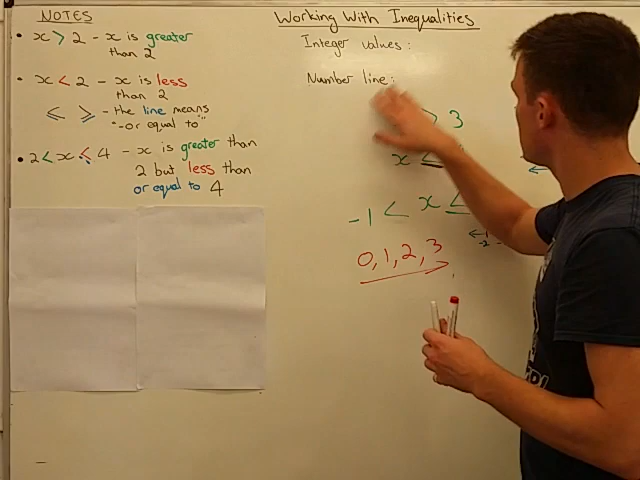 NOTES
• x > 2 - x is greater
than 2
• x < 2 - x is less
than 2
≤ ≥ - the line means
"-or equal to"
• 2 < x ≤ 4 - x is greater than
2 but less than
or equal to 4
Working With Inequalities
Integer values:
Number line:
> 3
x ≤
-1 < x ≤
0, 1, 2, 3
-2